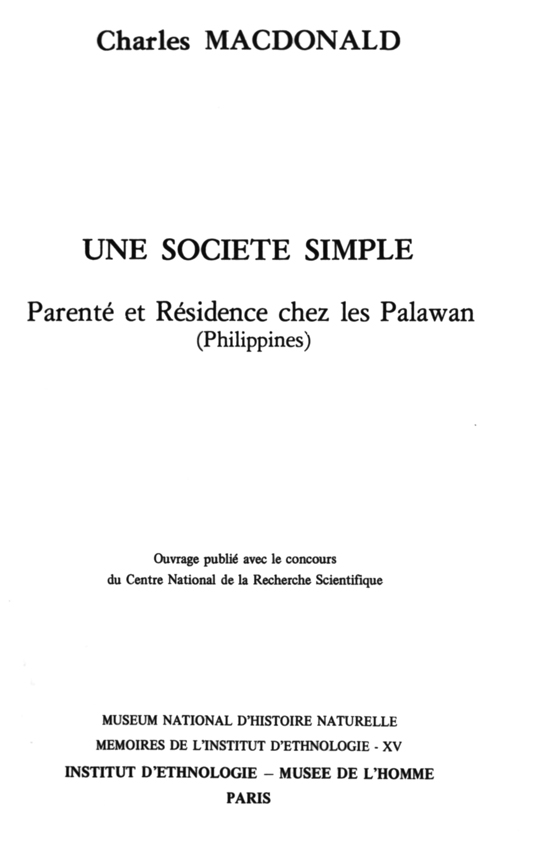 Charles MACDONALD
UNE SOCIETE SIMPLE
Parenté et Résidence chez les Palawan
(Philippines)
Ouvrage publié avec le concours
du Centre National de la Recherche Scientifique
MUSEUM NATIONAL D'HISTOIRE NATURELLE
MEMOIRES DE L'INSTITUT D'ETHNOLOGIE - XV
INSTITUT D'ETHNOLOGIE – MUSEE DE L'HOMME
PARIS